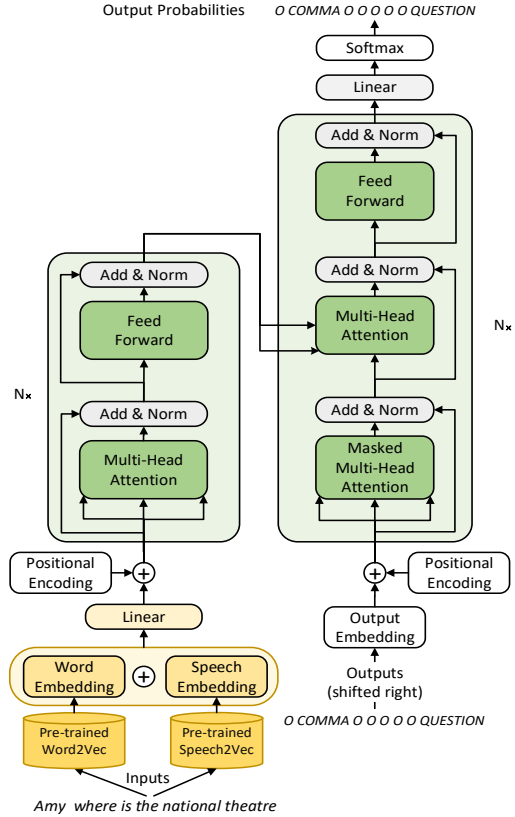 Output Probabilities
O COMMA O O O O O QUESTION
Softmax
Linear
Add & Norm
Feed
Forward
Add & Norm
Multi-Head
Attention
N×
Add & Norm
Masked
Multi-Head
Attention
Add & Norm
Feed
Forward
N×
Add & Norm
Multi-Head
Attention
Positional
Encoding
+
Linear
Word
Embedding
+
Speech
Embedding
Pre-trained
Word2Vec
Pre-trained
Speech2Vec
Inputs
Amy where is the national theatre
+
Positional
Encoding
Output
Embedding
Outputs
(shifted right)
O COMMA O O O O O QUESTION